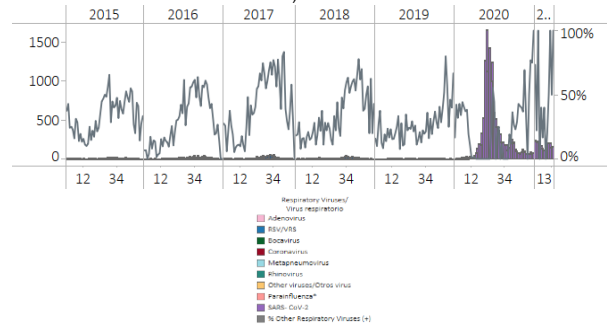 2015 2016 2017 2018 2019 2020 2..
1500 100%
1000
50%
500
0 0%
12 34 12 34 12 34 12 34 12 34 12 34 13
Respiratory Viruses/
Virus respiratorio
Adenovirus
RSV/VRS
Bocavirus
Coronavirus
Metapneumovirus
Rhinovirus
Other viruses/Otros virus
Parainfluenza*
SARS- CoV-2
% Other Respiratory Viruses (+)